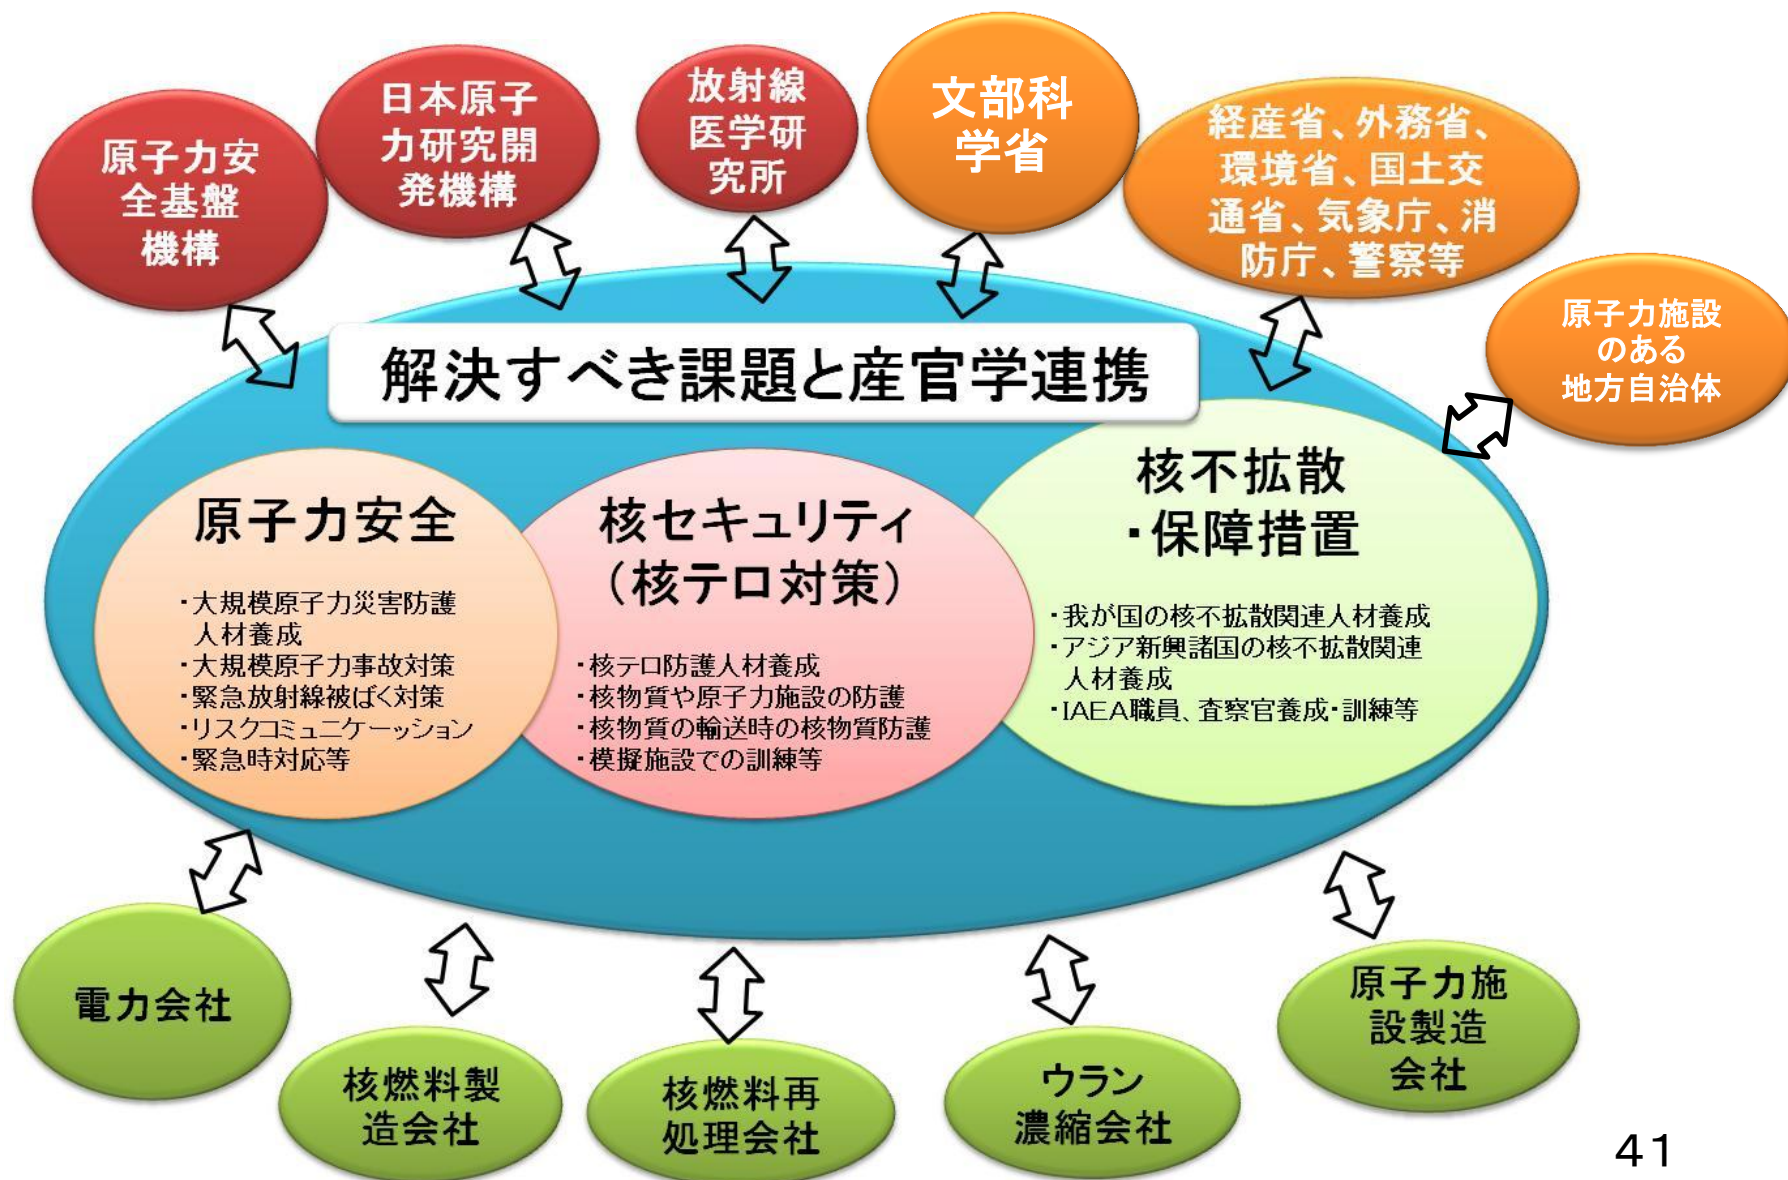 原子力安
全基盤
機構
日本原子
力研究開
発機構
放射線
医学研
究所
文部科
学省
経産省、外務省、
環境省、国土交
通省、気象庁、消
防庁、警察等
原子力施設
のある
地方自治体
解決すべき課題と産官学連携
原子力安全
・大規模原子力災害防護
人材養成
・大規模原子力事故対策
・緊急放射線被ばく対策
・リスクコミュニケーッション
・緊急時対応等
核セキュリティ
（核テロ対策）
・核テロ防護人材養成
・核物質や原子力施設の防護
・核物質の輸送時の核物質防護
・模擬施設での訓練等
核不拡散
・保障措置
・我が国の核不拡散関連人材養成
・アジア新興諸国の核不拡散関連
人材養成
・IAEA職員、査察官養成・訓練等
電力会社
核燃料製
造会社
核燃料再
処理会社
ウラン
濃縮会社
原子力施
設製造
会社
41